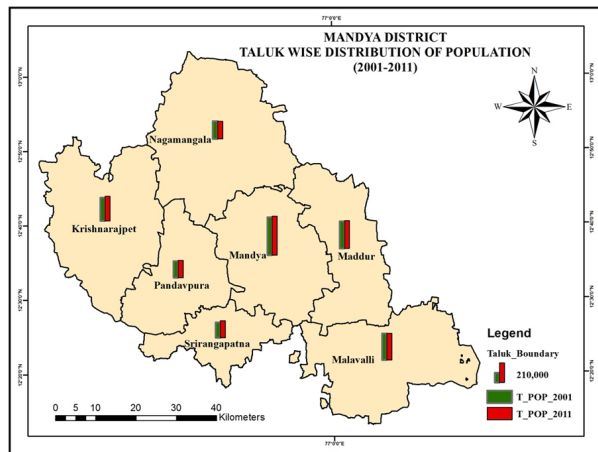 77°0'0"E
MANDYA DISTRICT
TALUK WISE DISTRIBUTION OF POPULATION
(2001-2011)
N
W E
S
Nagamangala
Krishnarajpet
Mandya
Maddur
Pandavpura
Srirangapatna
Malavalli
Legend
Taluk_Boundary
210,000
T_POP_2001
T_POP_2011
0 5 10 20 30 40
Kilometers
77°0'0"E